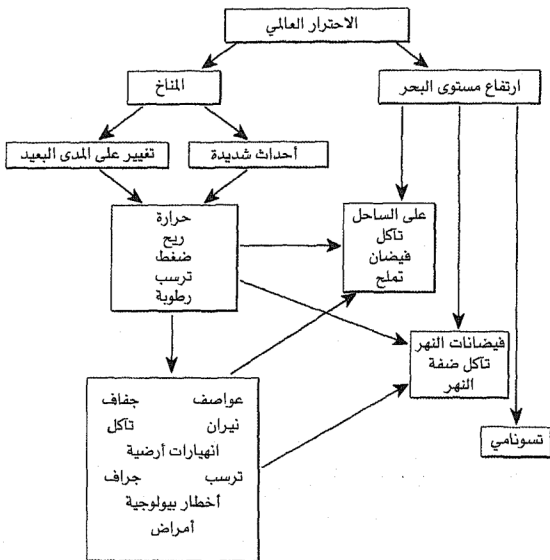 الاحترار العالمي
المناخ
ارتفاع مستوى البحر
أحداث شديدة
تغيير على المدى البعيد
حرارة
ريح
ضغط
ترسب
رطوبة
على الساحل
تآكل
فيضان
تملح
فيضانات النهر
تآكل ضفة
النهر
تسونامي
عواصف جفاف
نيران تآكل
انهيارات أرضية
ترسب جراف
أخطار بيولوجية
أمراض